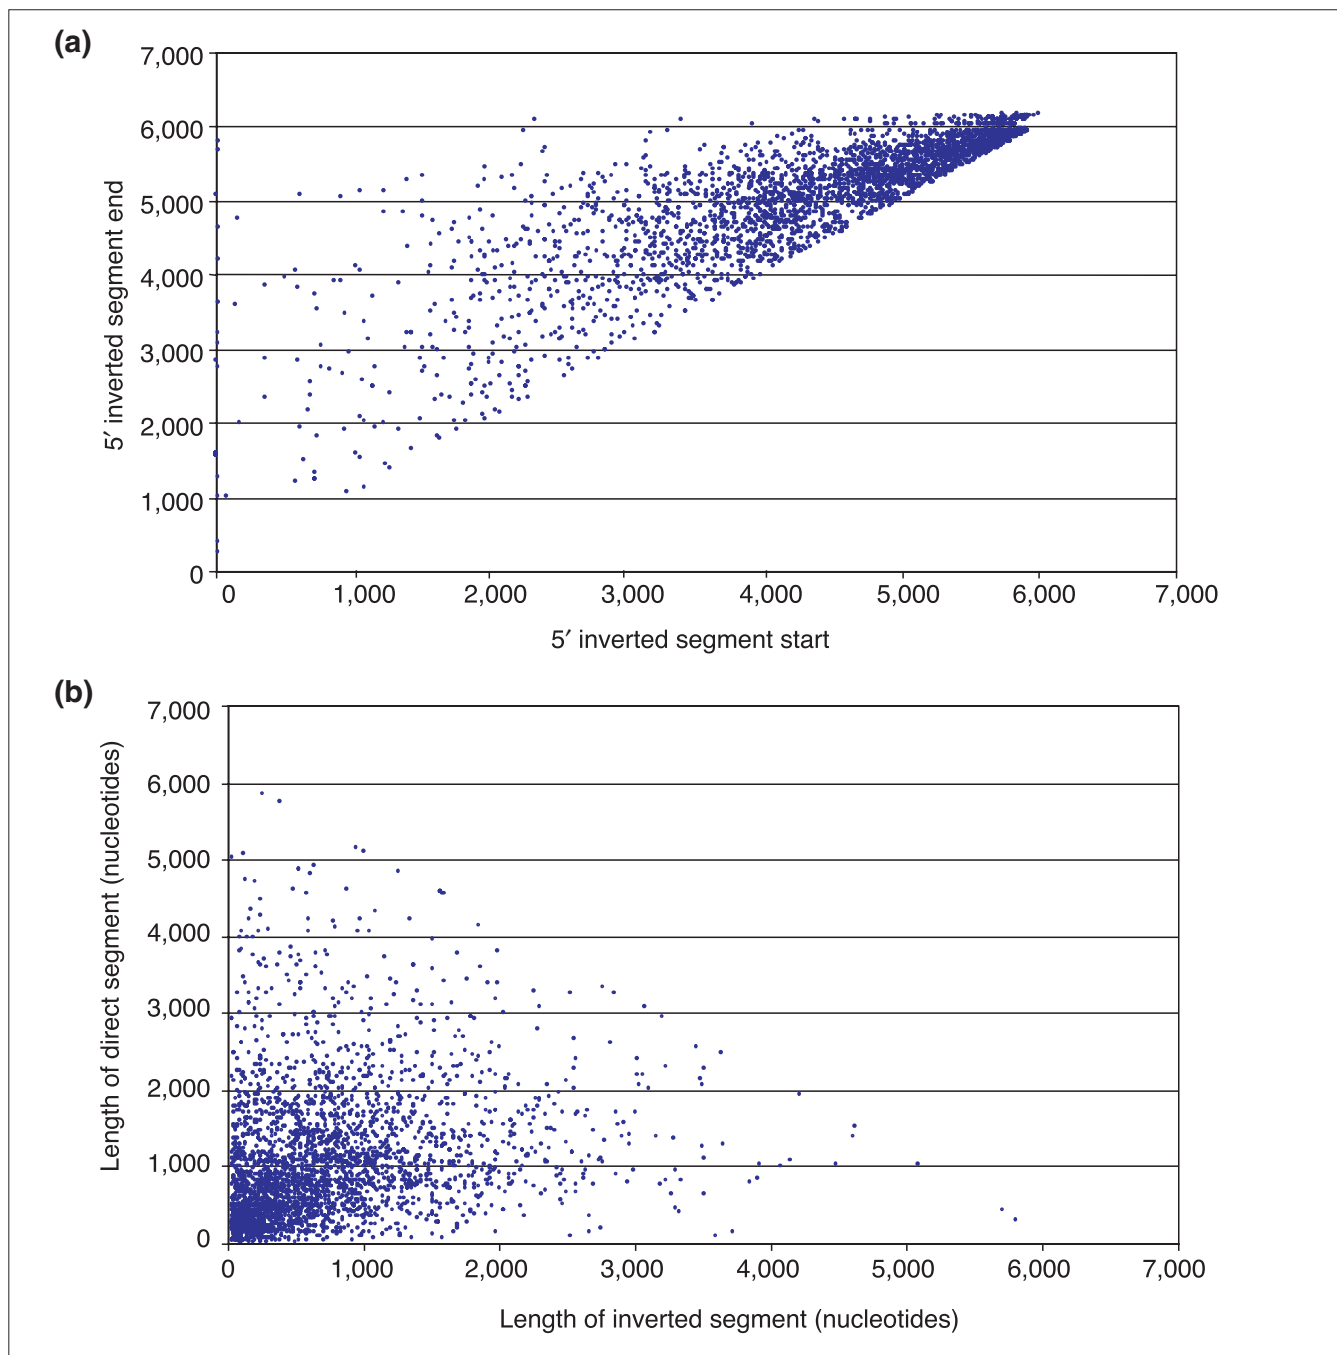 (a)
7,000
6,000
5,000
4,000
3,000
2,000
1,000
0
5′ inverted segment end
0 1,000 2,000 3,000 4,000 5,000 6,000 7,000
5′ inverted segment start
(b)
7,000
6,000
5,000
4,000
3,000
2,000
1,000
0
Length of direct segment (nucleotides)
0 1,000 2,000 3,000 4,000 5,000 6,000 7,000
Length of inverted segment (nucleotides)